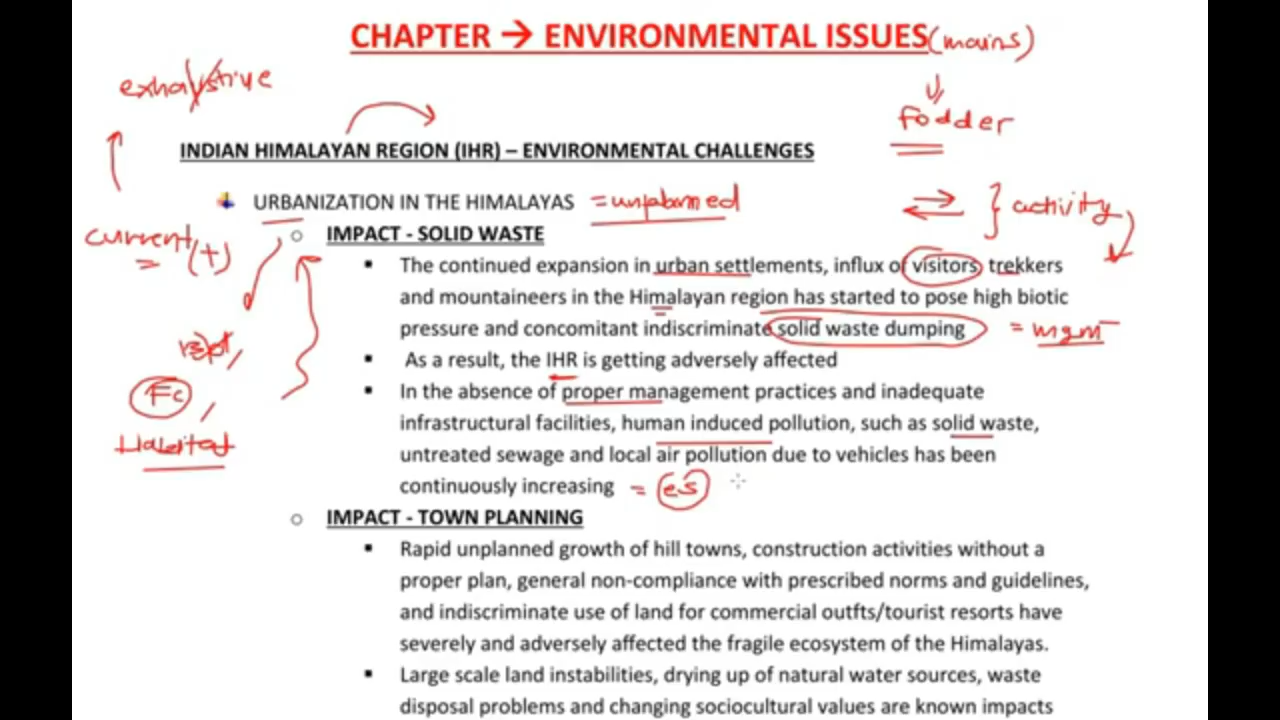 CHAPTER → ENVIRONMENTAL ISSUES (mains)
exhaustive
fodder
INDIAN HIMALAYAN REGION (IHR) – ENVIRONMENTAL CHALLENGES
URBANIZATION IN THE HIMALAYAS = unplanned
activity
current (+)
IMPACT - SOLID WASTE
The continued expansion in urban settlements, influx of visitors, trekkers
and mountaineers in the Himalayan region has started to pose high biotic
pressure and concomitant indiscriminate solid waste dumping = mgmt
As a result, the IHR is getting adversely affected
In the absence of proper management practices and inadequate
Fc
infrastructural facilities, human induced pollution, such as solid waste,
Habitat
untreated sewage and local air pollution due to vehicles has been
continuously increasing = es
IMPACT - TOWN PLANNING
Rapid unplanned growth of hill towns, construction activities without a
proper plan, general non-compliance with prescribed norms and guidelines,
and indiscriminate use of land for commercial outfts/tourist resorts have
severely and adversely affected the fragile ecosystem of the Himalayas.
Large scale land instabilities, drying up of natural water sources, waste
disposal problems and changing sociocultural values are known impacts